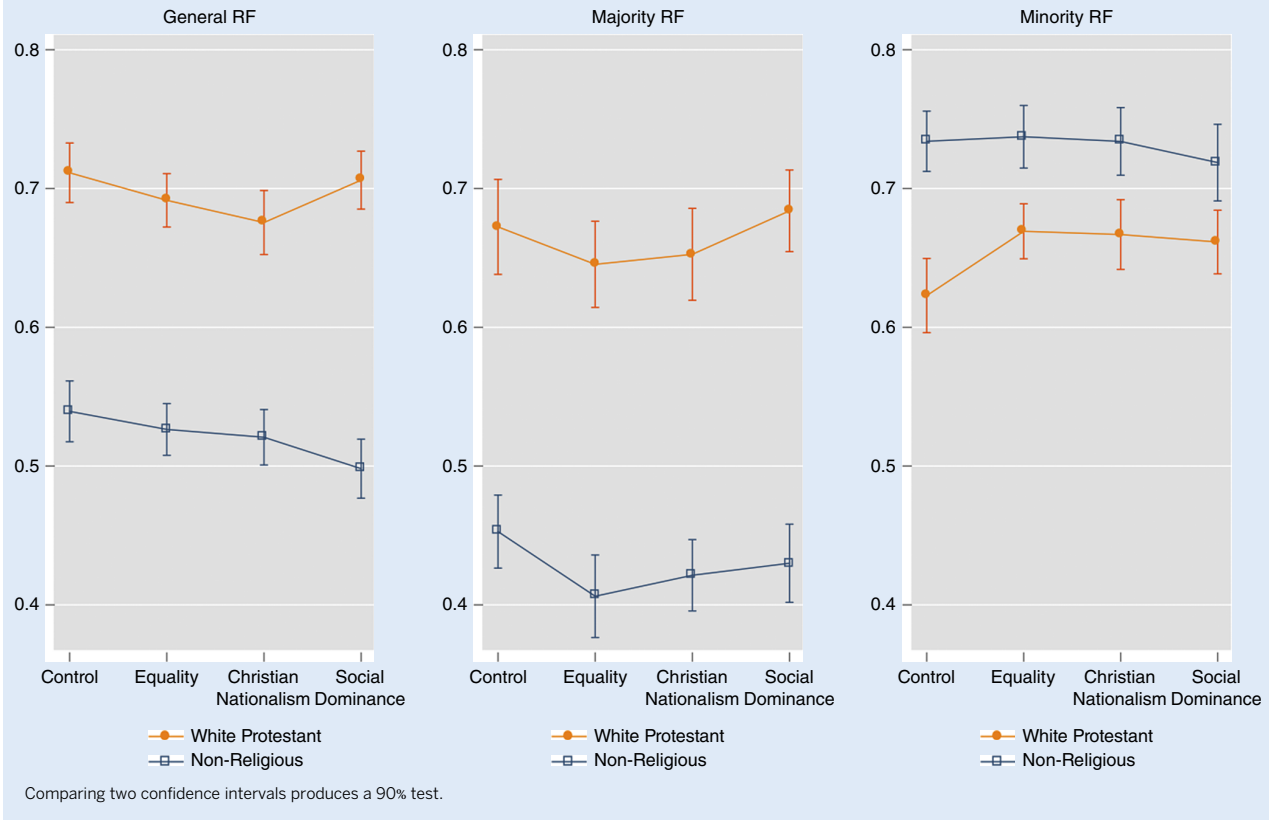 General RF
0.8
0.7
0.6
0.5
0.4
Control
Equality
Christian
Nationalism
Social
Dominance
White Protestant
Non-Religious
Majority RF
0.8
0.7
0.6
0.5
0.4
Control
Equality
Christian
Nationalism
Social
Dominance
White Protestant
Non-Religious
Minority RF
0.8
0.7
0.6
0.5
0.4
Control
Equality
Christian
Nationalism
Social
Dominance
White Protestant
Non-Religious
Comparing two confidence intervals produces a 90% test.